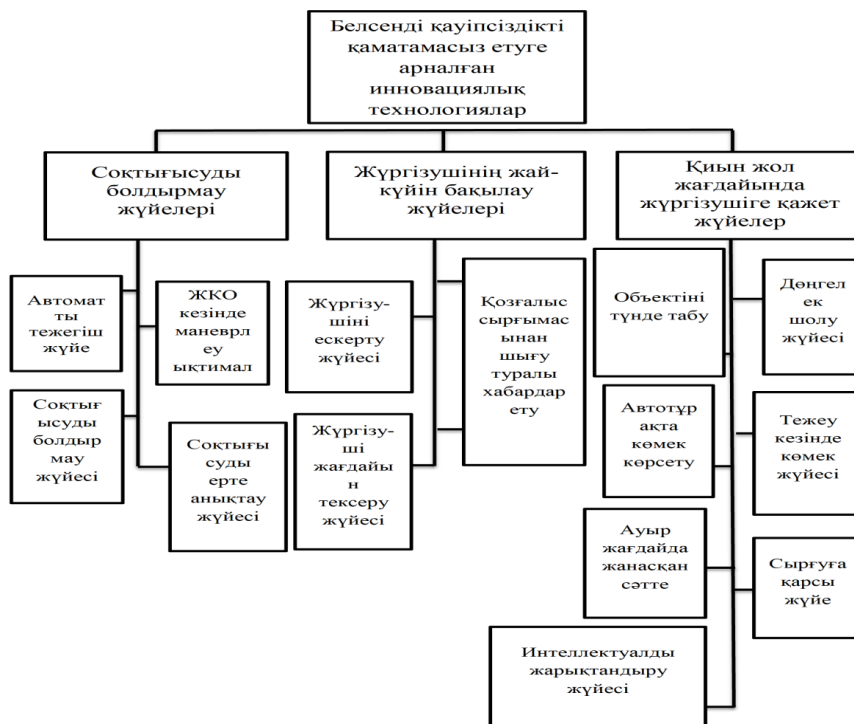 Белсенді қауіпсіздікті
қаматамасыз етуге
арналған
инновациялық
технологиялар
Соқтығысуды
болдырмау
жүйелері
Жүргізушінің жай-
күйін бақылау
жүйелері
Қиын жол
жағдайында
жүргізушіге қажет
жүйелер
Автомат
ты
тежегіш
жүйе
ЖКО
кезінде
маневрл
еу
ықтимал
Соқтығ
ысуды
болдыр
мау
жүйесі
Соқтығы
суды
ерте
анықтау
жүйесі
Жүргізу-
шіні
ескерту
жүйесі
Қозғалыс
сырғымас
ынан
шығу
туралы
хабардар
ету
Жүргізу-
ші
жағдайы
н
тексеру
жүйесі
Объектіні
түнде табу
Дөңгел
ек
шолу
жүйесі
Автотұр
ақта
көмек
көрсету
Тежеу
кезінде
көмек
жүйесі
Ауыр
жағдайда
жанасқан
сәтте
Сырғуға
қарсы
жүйе
Интеллектуалды
жарықтандыру
жүйесі